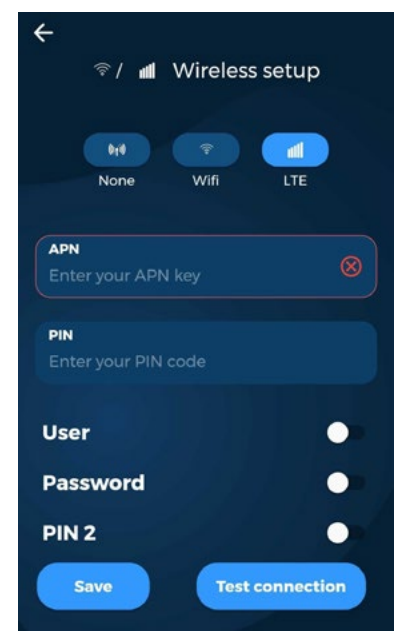 / Wireless setup
None Wifi LTE
APN
Enter your APN key
PIN
Enter your PIN code
User
Password
PIN 2
Save Test connection